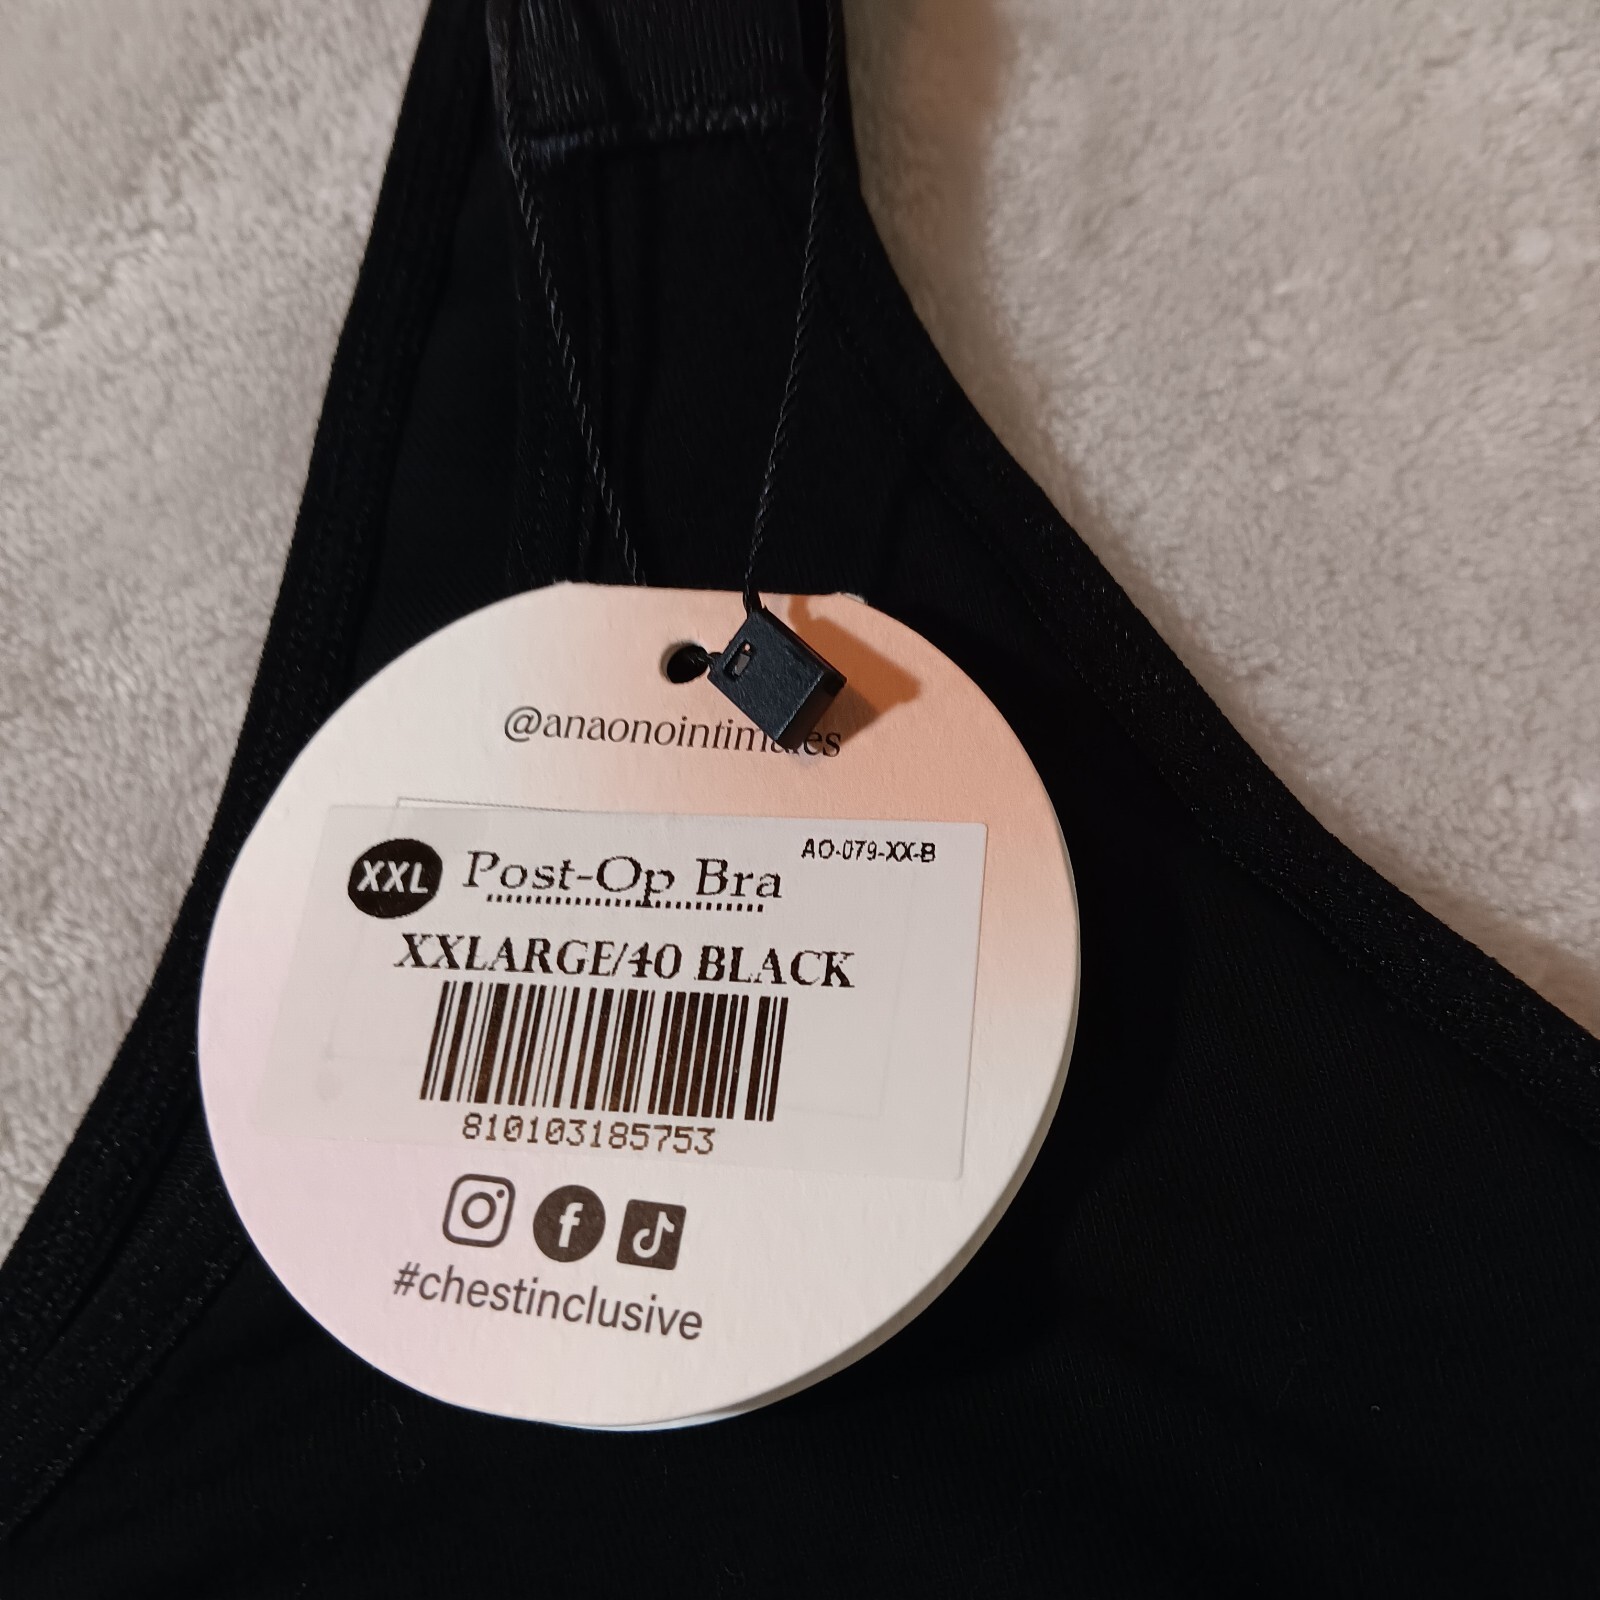 @anaonointimates
AO-079-XX-B
XXL Post-Op Bra
XXLARGE/40 BLACK
810103185753
#chestinclusive